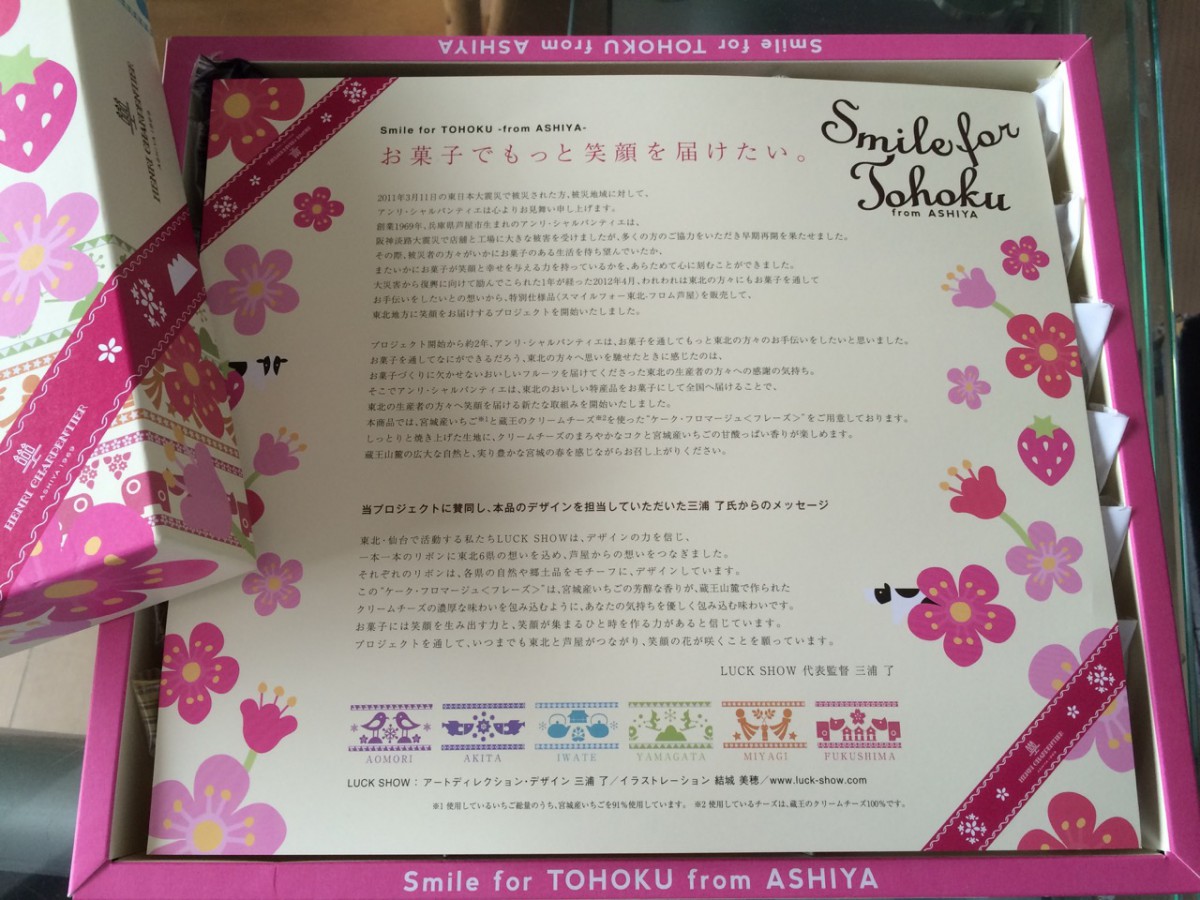 Smile for TOHOKU from ASHIYA
Smile for TOHOKU -from ASHIYA-
お菓子でもっと笑顔を届けたい。
Smile for
Tohoku
from ASHIYA
2011年3月11日の東日本大震災で被災された方、被災地域に対して、
アンリ・シャルパンティエは心よりお見舞い申し上げます。
創業1969年、兵庫県芦屋市生まれのアンリ・シャルパンティエは、
阪神淡路大震災で店舗と工場に大きな被害を受けましたが、多くの方のご協力をいただき早期再開を果たせました。
その際、被災者の方々がいかにお菓子のある生活を待ち望んでいたか、
またいかにお菓子が笑顔と幸せを与える力を持っているかを、あらためて心に刻むことができました。
大災害から復興に向けて励んでこられた1年が経った2012年4月、われわれは東北の方々にもお菓子を通して
お手伝いをしたいとの想いから、特別仕様品〈スマイルフォー東北-フロム芦屋〉を販売して、
東北地方に笑顔をお届けするプロジェクトを開始いたしました。
プロジェクト開始から約2年、アンリ・シャルパンティエは、お菓子を通してもっと東北の方々のお手伝いをしたいと思いました。
お菓子を通してなにができるだろう、東北の方々へ思いを馳せたときに感じたのは、
お菓子づくりに欠かせないおいしいフルーツを届けてくださった東北の生産者の方々への感謝の気持ち。
そこでアンリ・シャルパンティエは、東北のおいしい特産品をお菓子にして全国へ届けることで、
東北の生産者の方々へ笑顔を届ける新たな取組みを開始いたしました。
本商品では、宮城産いちご※1と蔵王のクリームチーズ※2を使った“ケーク・フロマージュ＜フレーズ＞”をご用意しております。
しっとりと焼き上げた生地に、クリームチーズのまろやかなコクと宮城産いちごの甘酸っぱい香りが楽しめます。
蔵王山麓の広大な自然と、実り豊かな宮城の春を感じながらお召し上がりください。
当プロジェクトに賛同し、本品のデザインを担当していただいた三浦 了氏からのメッセージ
東北・仙台で活動する私たちLUCK SHOWは、デザインの力を信じ、
一本一本のリボンに東北6県の想いを込め、芦屋からの想いをつなぎました。
それぞれのリボンは、各県の自然や郷土品をモチーフに、デザインしています。
この“ケーク・フロマージュ＜フレーズ＞”は、宮城産いちごの芳醇な香りが、蔵王山麓で作られた
クリームチーズの濃厚な味わいを包み込むように、あなたの気持ちを優しく包み込む味わいです。
お菓子には笑顔を生み出す力と、笑顔が集まるひと時を作る力があると信じています。
プロジェクトを通して、いつまでも東北と芦屋がつながり、笑顔の花が咲くことを願っています。
LUCK SHOW 代表監督 三浦 了
AOMORI AKITA IWATE YAMAGATA MIYAGI FUKUSHIMA
LUCK SHOW : アートディレクション・デザイン 三浦 了／イラストレーション 結城 美穂／www.luck-show.com
※1 使用しているいちご総量のうち、宮城産いちごを91%使用しています。 ※2 使用しているチーズは、蔵王のクリームチーズ100%です。
Smile for TOHOKU from ASHIYA
HENRI CHARPENTIER
HENRI CHARPENTIER
ASHIYA 1969
HENRI CHARPENTIER